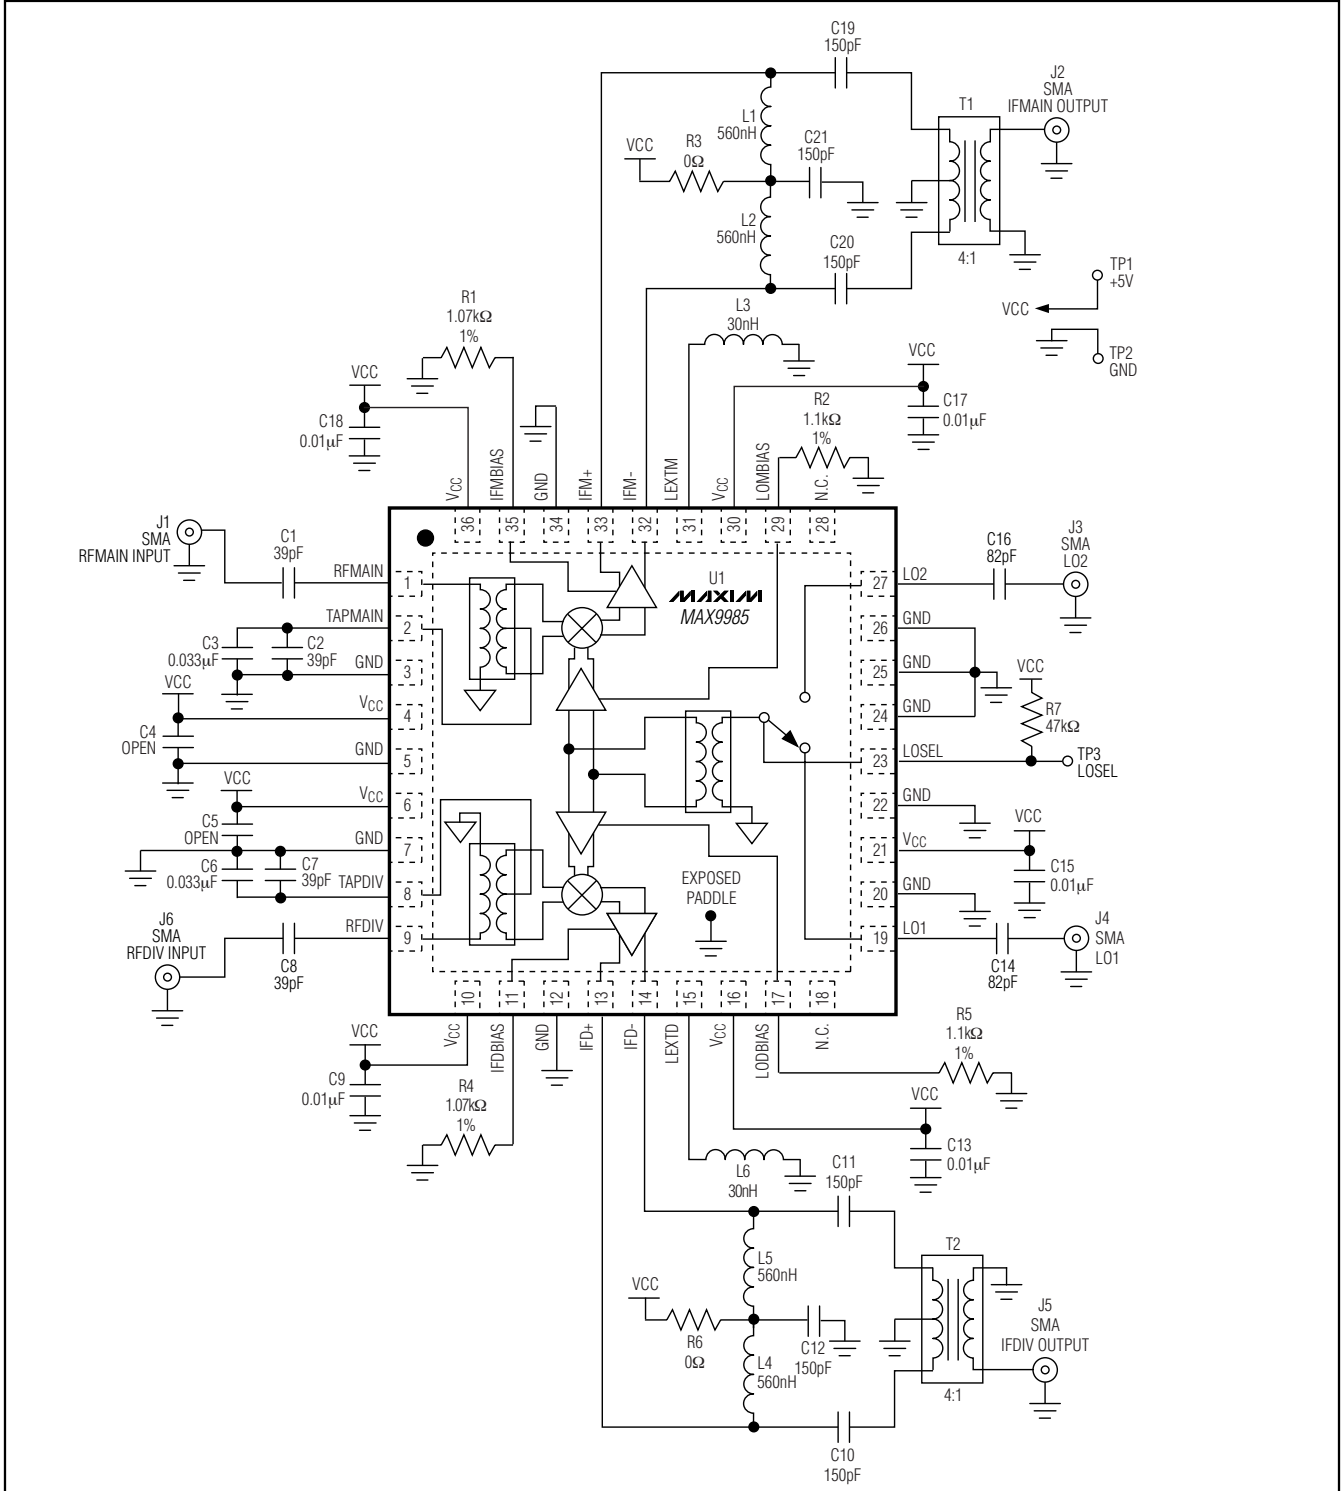 C19
150pF
J2
SMA
IFMAIN OUTPUT
T1
L1
560nH
VCC
R3
0Ω
C21
150pF
L2
560nH
C20
150pF
4:1
TP1
+5V
VCC
TP2
GND
R1
1.07kΩ
1%
L3
30nH
VCC
VCC
C18
0.01μF
R2
1.1kΩ
1%
C17
0.01μF
VCC
IFMBIAS
GND
IFM+
IFM-
LEXTM
VCC
LOMBIAS
N.C.
36
35
34
33
32
31
30
29
28
J1
SMA
RFMAIN INPUT
C1
39pF
RFMAIN
1
U1
MAXIM
MAX9985
27
LO2
C16
82pF
J3
SMA
LO2
TAPMAIN
2
26
GND
C3
0.033μF
C2
39pF
GND
3
25
GND
VCC
VCC
VCC
4
24
GND
R7
47kΩ
C4
OPEN
GND
5
23
LOSEL
TP3
LOSEL
VCC
VCC
6
22
GND
C5
OPEN
GND
7
21
VCC
VCC
C6
0.033μF
C7
39pF
TAPDIV
8
EXPOSED
PADDLE
20
GND
C15
0.01μF
J6
SMA
RFDIV INPUT
C8
39pF
RFDIV
9
19
LO1
C14
82pF
J4
SMA
LO1
10
11
12
13
14
15
16
17
18
VCC
IFDBIAS
GND
IFD+
IFD-
LEXTD
VCC
LODBIAS
N.C.
VCC
C9
0.01μF
R5
1.1kΩ
1%
R4
1.07kΩ
1%
VCC
C13
0.01μF
L6
30nH
C11
150pF
L5
560nH
T2
VCC
R6
0Ω
C12
150pF
J5
SMA
IFDIV OUTPUT
L4
560nH
4:1
C10
150pF